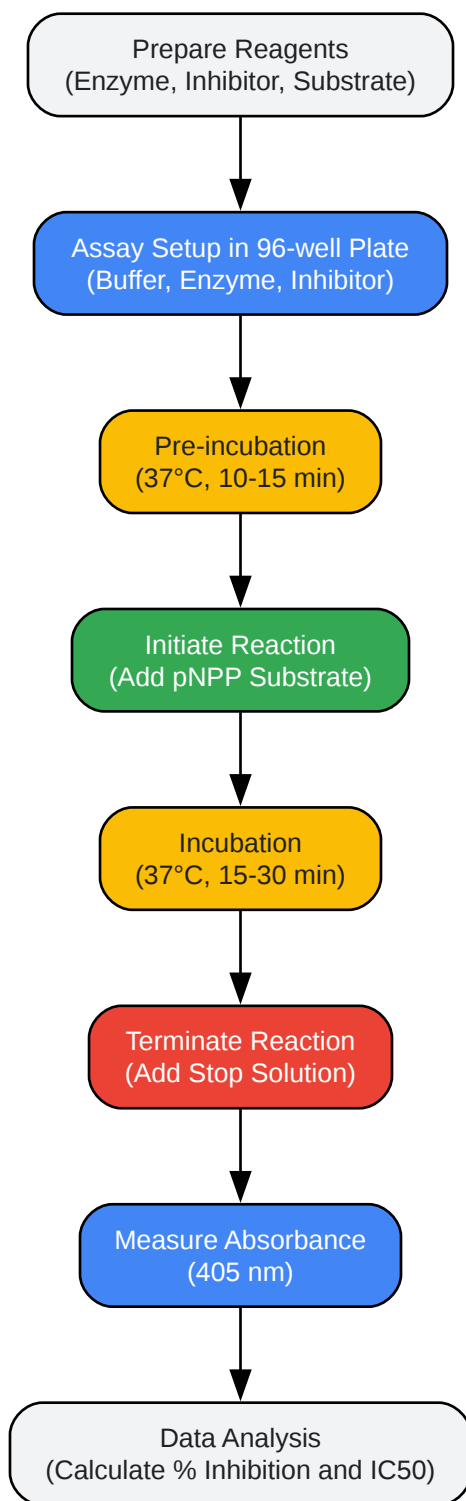 Prepare Reagents
(Enzyme, Inhibitor, Substrate)
Assay Setup in 96-well Plate
(Buffer, Enzyme, Inhibitor)
Pre-incubation
(37°C, 10-15 min)
Initiate Reaction
(Add pNPP Substrate)
Incubation
(37°C, 15-30 min)
Terminate Reaction
(Add Stop Solution)
Measure Absorbance
(405 nm)
Data Analysis
(Calculate % Inhibition and IC50)